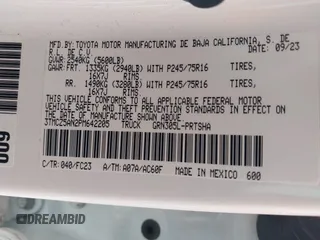 MFD.BY:TOYOTA MOTOR MANUFACTURING DE BAJA CALIFORNIA, S. DE
R.L. DE C.V. DATE: 09/23
GVWR:2540KG (5600LB)
GAWR:FRT. 1335KG (2940LB) WITH P245/75R16 TIRES,
16X7J RIMS.
RR. 1490KG (3280LB) WITH P245/75R16 TIRES,
16X7J RIMS.
THIS VEHICLE CONFORMS TO ALL APPLICABLE FEDERAL MOTOR
VEHICLE SAFETY AND THEFT PREVENTION STANDARDS IN EFFECT ON
THE DATE OF MANUFACTURE SHOWN ABOVE.
3TMCZ5AN2PM642205 TRUCK GRN305L-PRTSHA
C/TR: 040/FC23 A/TM: A07A/AC60F MADE IN MEXICO 600
600
DREAMBID